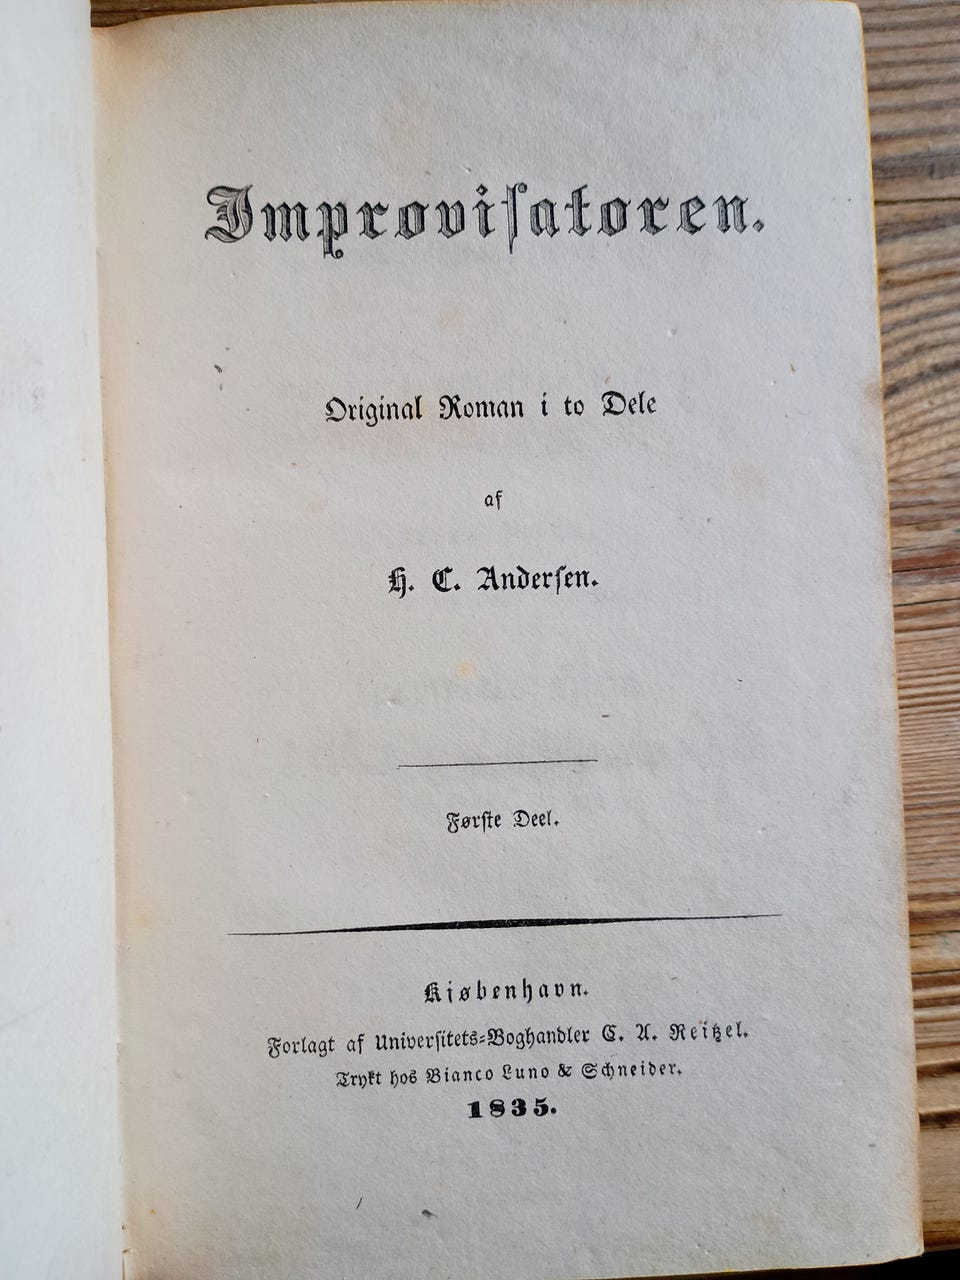 Improviſatoren.
Original Roman i to Dele
af
H. C. Anderſen.
Førſte Deel.
Kiøbenhavn.
Forlagt af Univerſitets-Boghandler C. A. Reitzel.
Trykt hos Bianco Luno & Schneider.
1835.